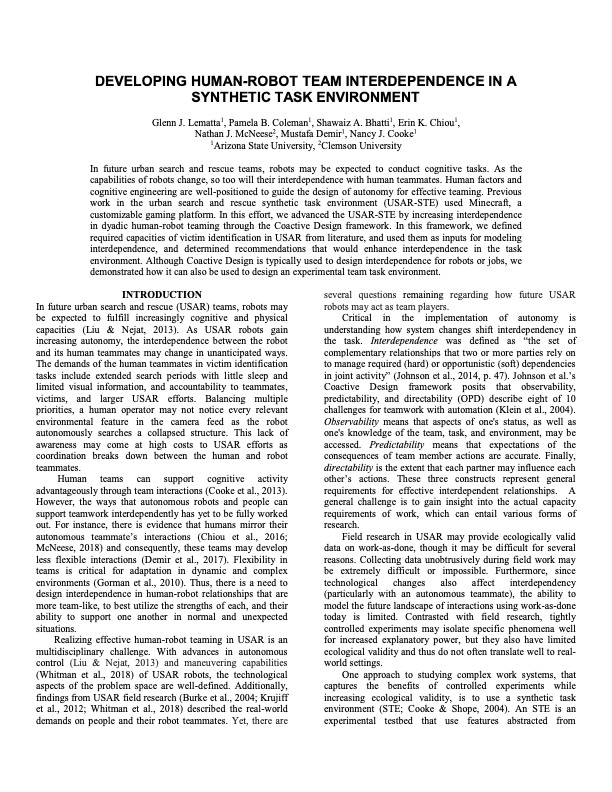 DEVELOPING HUMAN-ROBOT TEAM INTERDEPENDENCE IN A
SYNTHETIC TASK ENVIRONMENT
Glenn J. Lematta¹, Pamela B. Coleman¹, Shawaiz A. Bhatti¹, Erin K. Chiou¹,
Nathan J. McNeese², Mustafa Demir¹, Nancy J. Cooke¹
¹Arizona State University, ²Clemson University
In future urban search and rescue teams, robots may be expected to conduct cognitive tasks. As the
capabilities of robots change, so too will their interdependence with human teammates. Human factors and
cognitive engineering are well-positioned to guide the design of autonomy for effective teaming. Previous
work in the urban search and rescue synthetic task environment (USAR-STE) used Minecraft, a
customizable gaming platform. In this effort, we advanced the USAR-STE by increasing interdependence
in dyadic human-robot teaming through the Coactive Design framework. In this framework, we defined
required capacities of victim identification in USAR from literature, and used them as inputs for modeling
interdependence, and determined recommendations that would enhance interdependence in the task
environment. Although Coactive Design is typically used to design interdependence for robots or jobs, we
demonstrated how it can also be used to design an experimental team task environment.
INTRODUCTION
In future urban search and rescue (USAR) teams, robots may
be expected to fulfill increasingly cognitive and physical
capacities (Liu & Nejat, 2013). As USAR robots gain
increasing autonomy, the interdependence between the robot
and its human teammates may change in unanticipated ways.
The demands of the human teammates in victim identification
tasks include extended search periods with little sleep and
limited visual information, and accountability to teammates,
victims, and larger USAR efforts. Balancing multiple
priorities, a human operator may not notice every relevant
environmental feature in the camera feed as the robot
autonomously searches a collapsed structure. This lack of
awareness may come at high costs to USAR efforts as
coordination breaks down between the human and robot
teammates.
Human teams can support cognitive activity
advantageously through team interactions (Cooke et al., 2013).
However, the ways that autonomous robots and people can
support teamwork interdependently has yet to be fully worked
out. For instance, there is evidence that humans mirror their
autonomous teammate's interactions (Chiou et al., 2016;
McNeese, 2018) and consequently, these teams may develop
less flexible interactions (Demir et al., 2017). Flexibility in
teams is critical for adaptation in dynamic and complex
environments (Gorman et al., 2010). Thus, there is a need to
design interdependence in human-robot relationships that are
more team-like, to best utilize the strengths of each, and their
ability to support one another in normal and unexpected
situations.
Realizing effective human-robot teaming in USAR is an
multidisciplinary challenge. With advances in autonomous
control (Liu & Nejat, 2013) and maneuvering capabilities
(Whitman et al., 2018) of USAR robots, the technological
aspects of the problem space are well-defined. Additionally,
findings from USAR field research (Burke et al., 2004; Krujiff
et al., 2012; Whitman et al., 2018) described the real-world
demands on people and their robot teammates. Yet, there are
several questions remaining regarding how future USAR
robots may act as team players.
Critical in the implementation of autonomy is
understanding how system changes shift interdependency in
the task. Interdependence was defined as “the set of
complementary relationships that two or more parties rely on
to manage required (hard) or opportunistic (soft) dependencies
in joint activity” (Johnson et al., 2014, p. 47). Johnson et al.’s
Coactive Design framework posits that observability,
predictability, and directability (OPD) describe eight of 10
challenges for teamwork with automation (Klein et al., 2004).
Observability means that aspects of one's status, as well as
one's knowledge of the team, task, and environment, may be
accessed. Predictability means that expectations of the
consequences of team member actions are accurate. Finally,
directability is the extent that each partner may influence each
other’s actions. These three constructs represent general
requirements for effective interdependent relationships. A
general challenge is to gain insight into the actual capacity
requirements of work, which can entail various forms of
research.
Field research in USAR may provide ecologically valid
data on work-as-done, though it may be difficult for several
reasons. Collecting data unobtrusively during field work may
be extremely difficult or impossible. Furthermore, since
technological changes also affect interdependency
(particularly with an autonomous teammate), the ability to
model the future landscape of interactions using work-as-done
today is limited. Contrasted with field research, tightly
controlled experiments may isolate specific phenomena well
for increased explanatory power, but they also have limited
ecological validity and thus do not often translate well to real-
world settings.
One approach to studying complex work systems, that
captures the benefits of controlled experiments while
increasing ecological validity, is to use a synthetic task
environment (STE; Cooke & Shope, 2004). An STE is an
experimental testbed that use features abstracted from